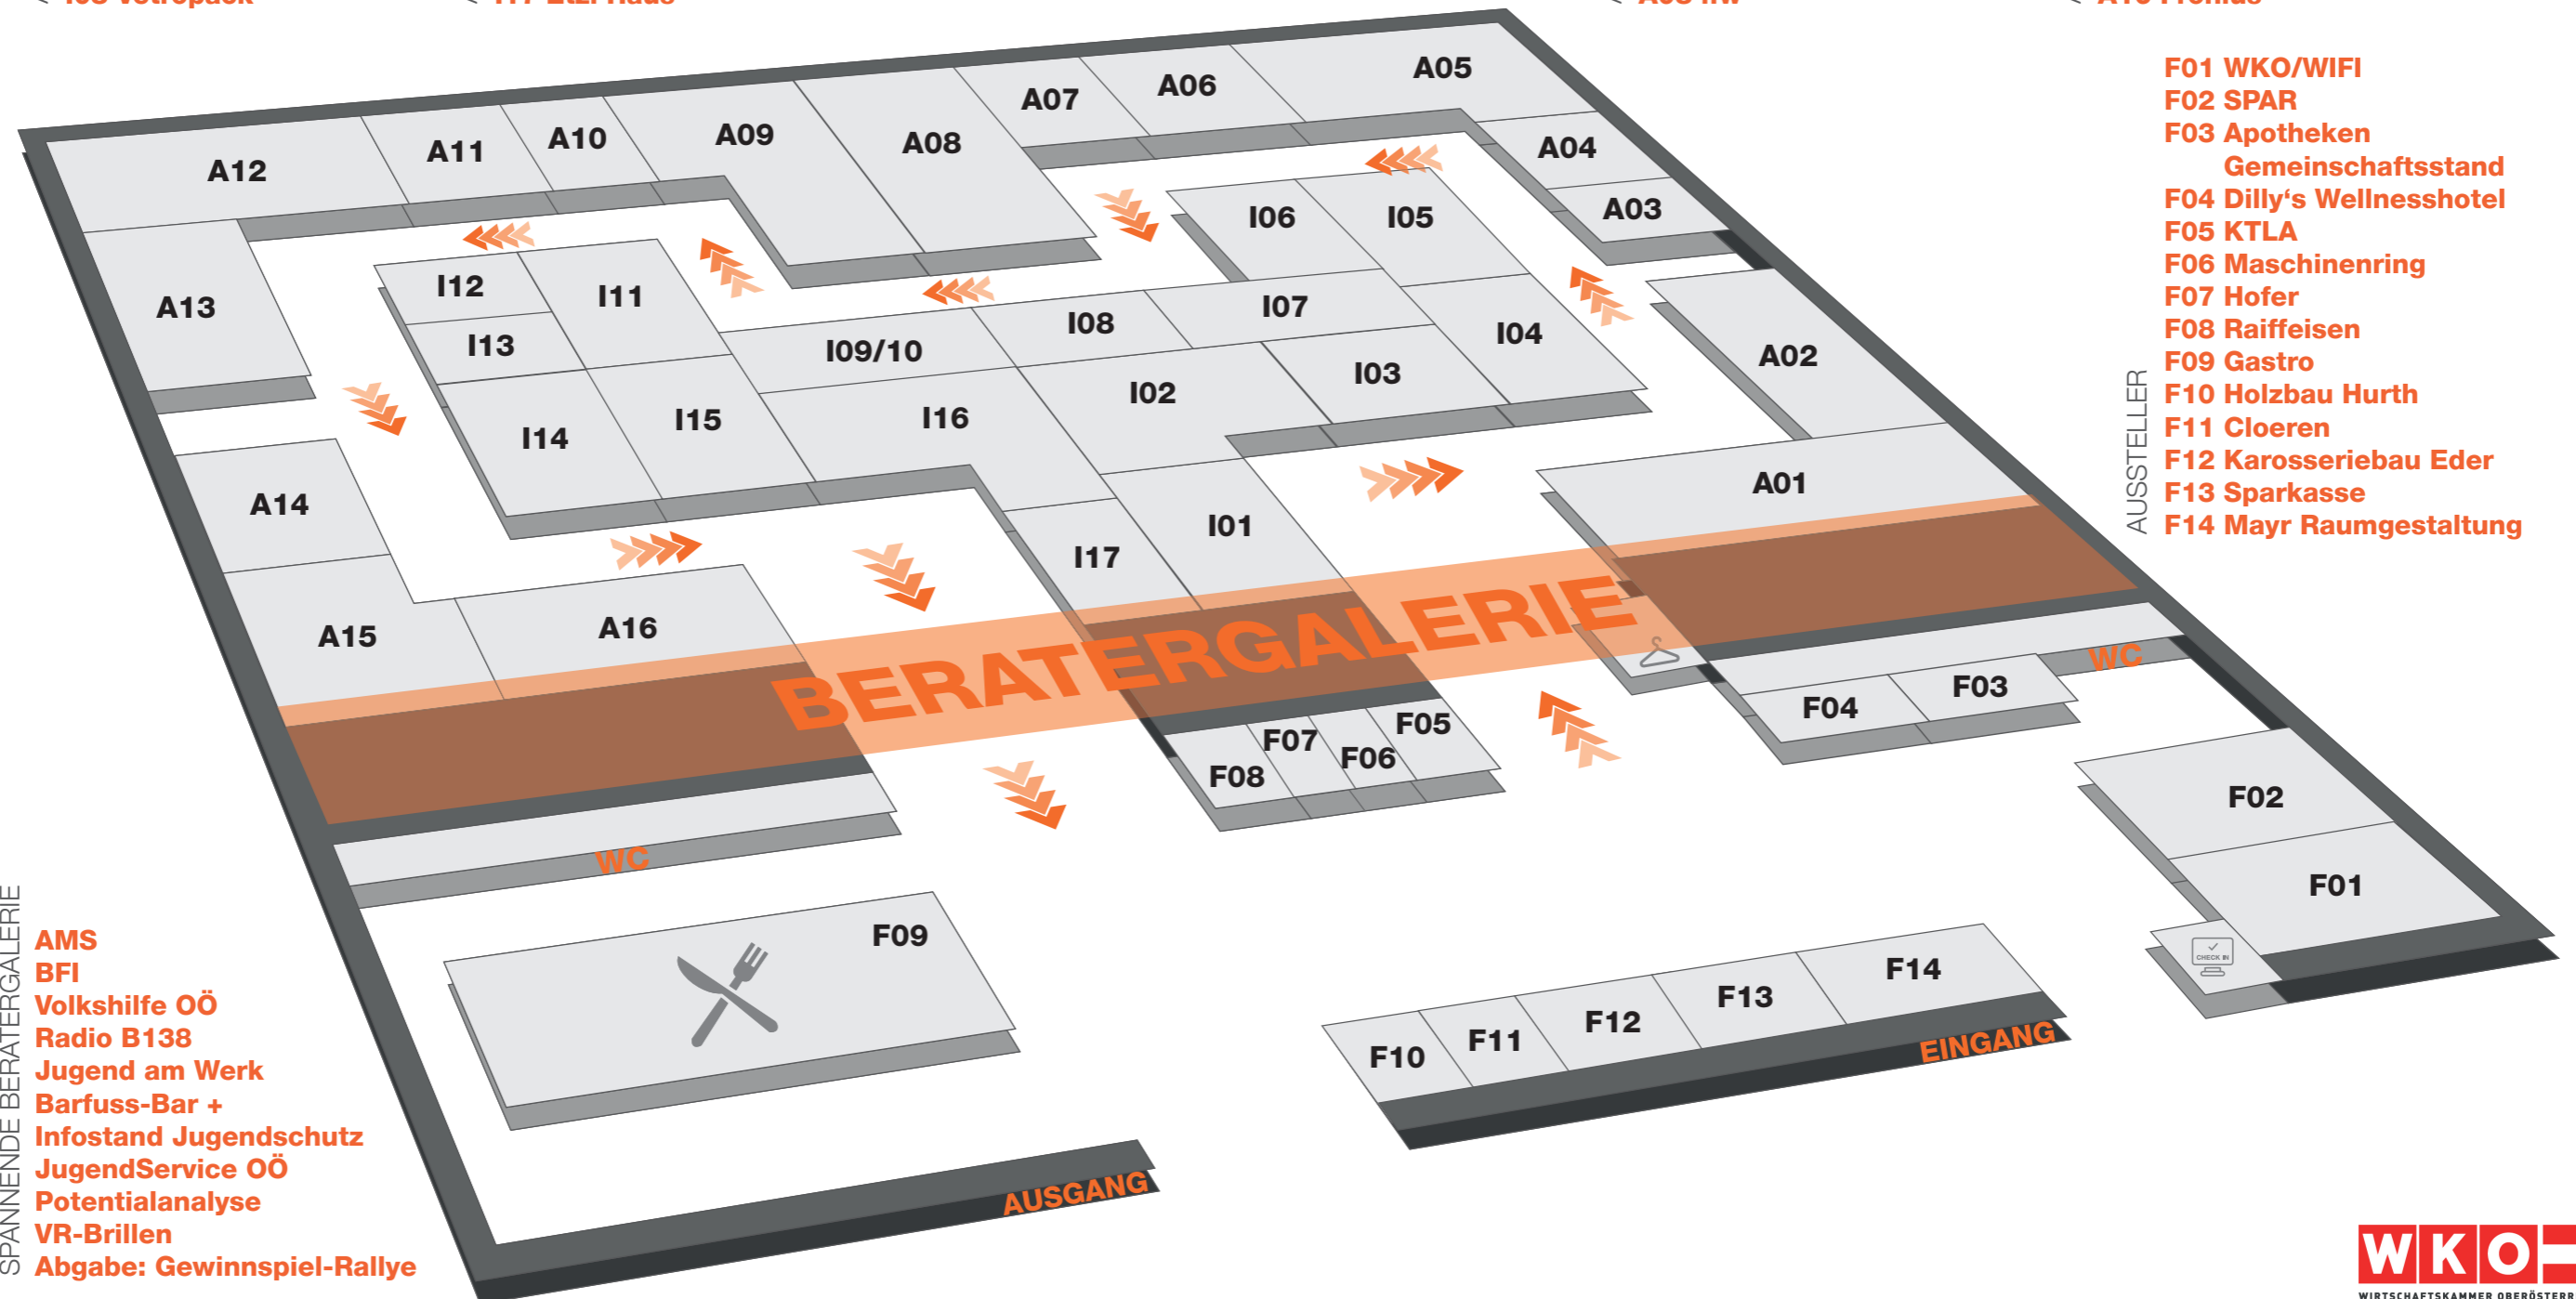 F01 WKO/WIFI
F02 SPAR
F03 Apotheken
Gemeinschaftsstand
F04 Dilly‘s Wellnesshotel
F05 KTLA
F06 Maschinenring
F07 Hofer
F08 Raiffeisen
F09 Gastro
F10 Holzbau Hurth
F11 Cloeren
F12 Karosseriebau Eder
F13 Sparkasse
F14 Mayr Raumgestaltung
AUSSTELLER
A05
A06
A07
A08
A09
A10
A11
A12
A04
A03
A13
I06
I05
I12
I11
I13
I07
I08
I09/10
I04
A02
I03
I02
I16
I15
I14
A01
A14
I01
I17
A15
A16
BERATERGALERIE
WC
F04
F03
F05
F07
F06
F08
F02
WC
F01
F09
CHECK IN
F14
F13
F12
F11
F10
EINGANG
AUSGANG
SPANNENDE BERATERGALERIE
AMS
BFI
Volkshilfe OÖ
Radio B138
Jugend am Werk
Barfuss-Bar +
Infostand Jugendschutz
JugendService OÖ
Potentialanalyse
VR-Brillen
Abgabe: Gewinnspiel-Rallye
WKO